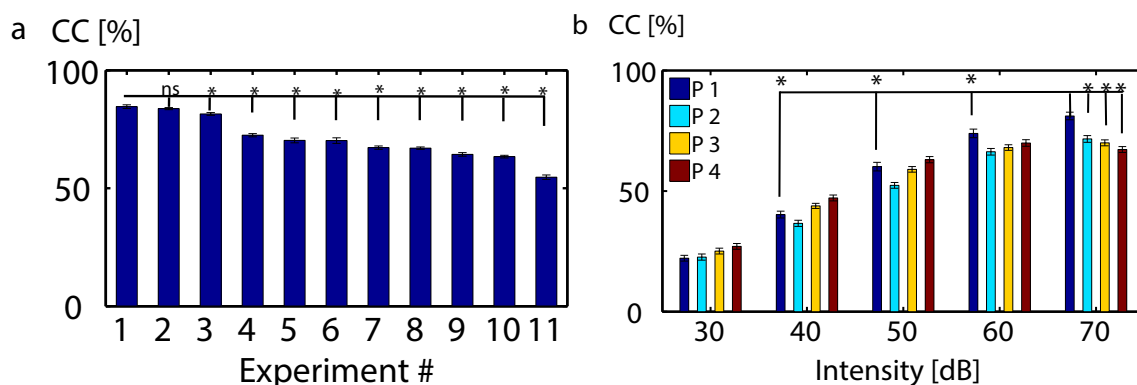 a CC [%]
100
50
0
ns * * * * * * * * *
1 2 3 4 5 6 7 8 9 10 11
Experiment #
b CC [%]
100
50
0
* * * * * *
P 1
P 2
P 3
P 4
30 40 50 60 70
Intensity [dB]